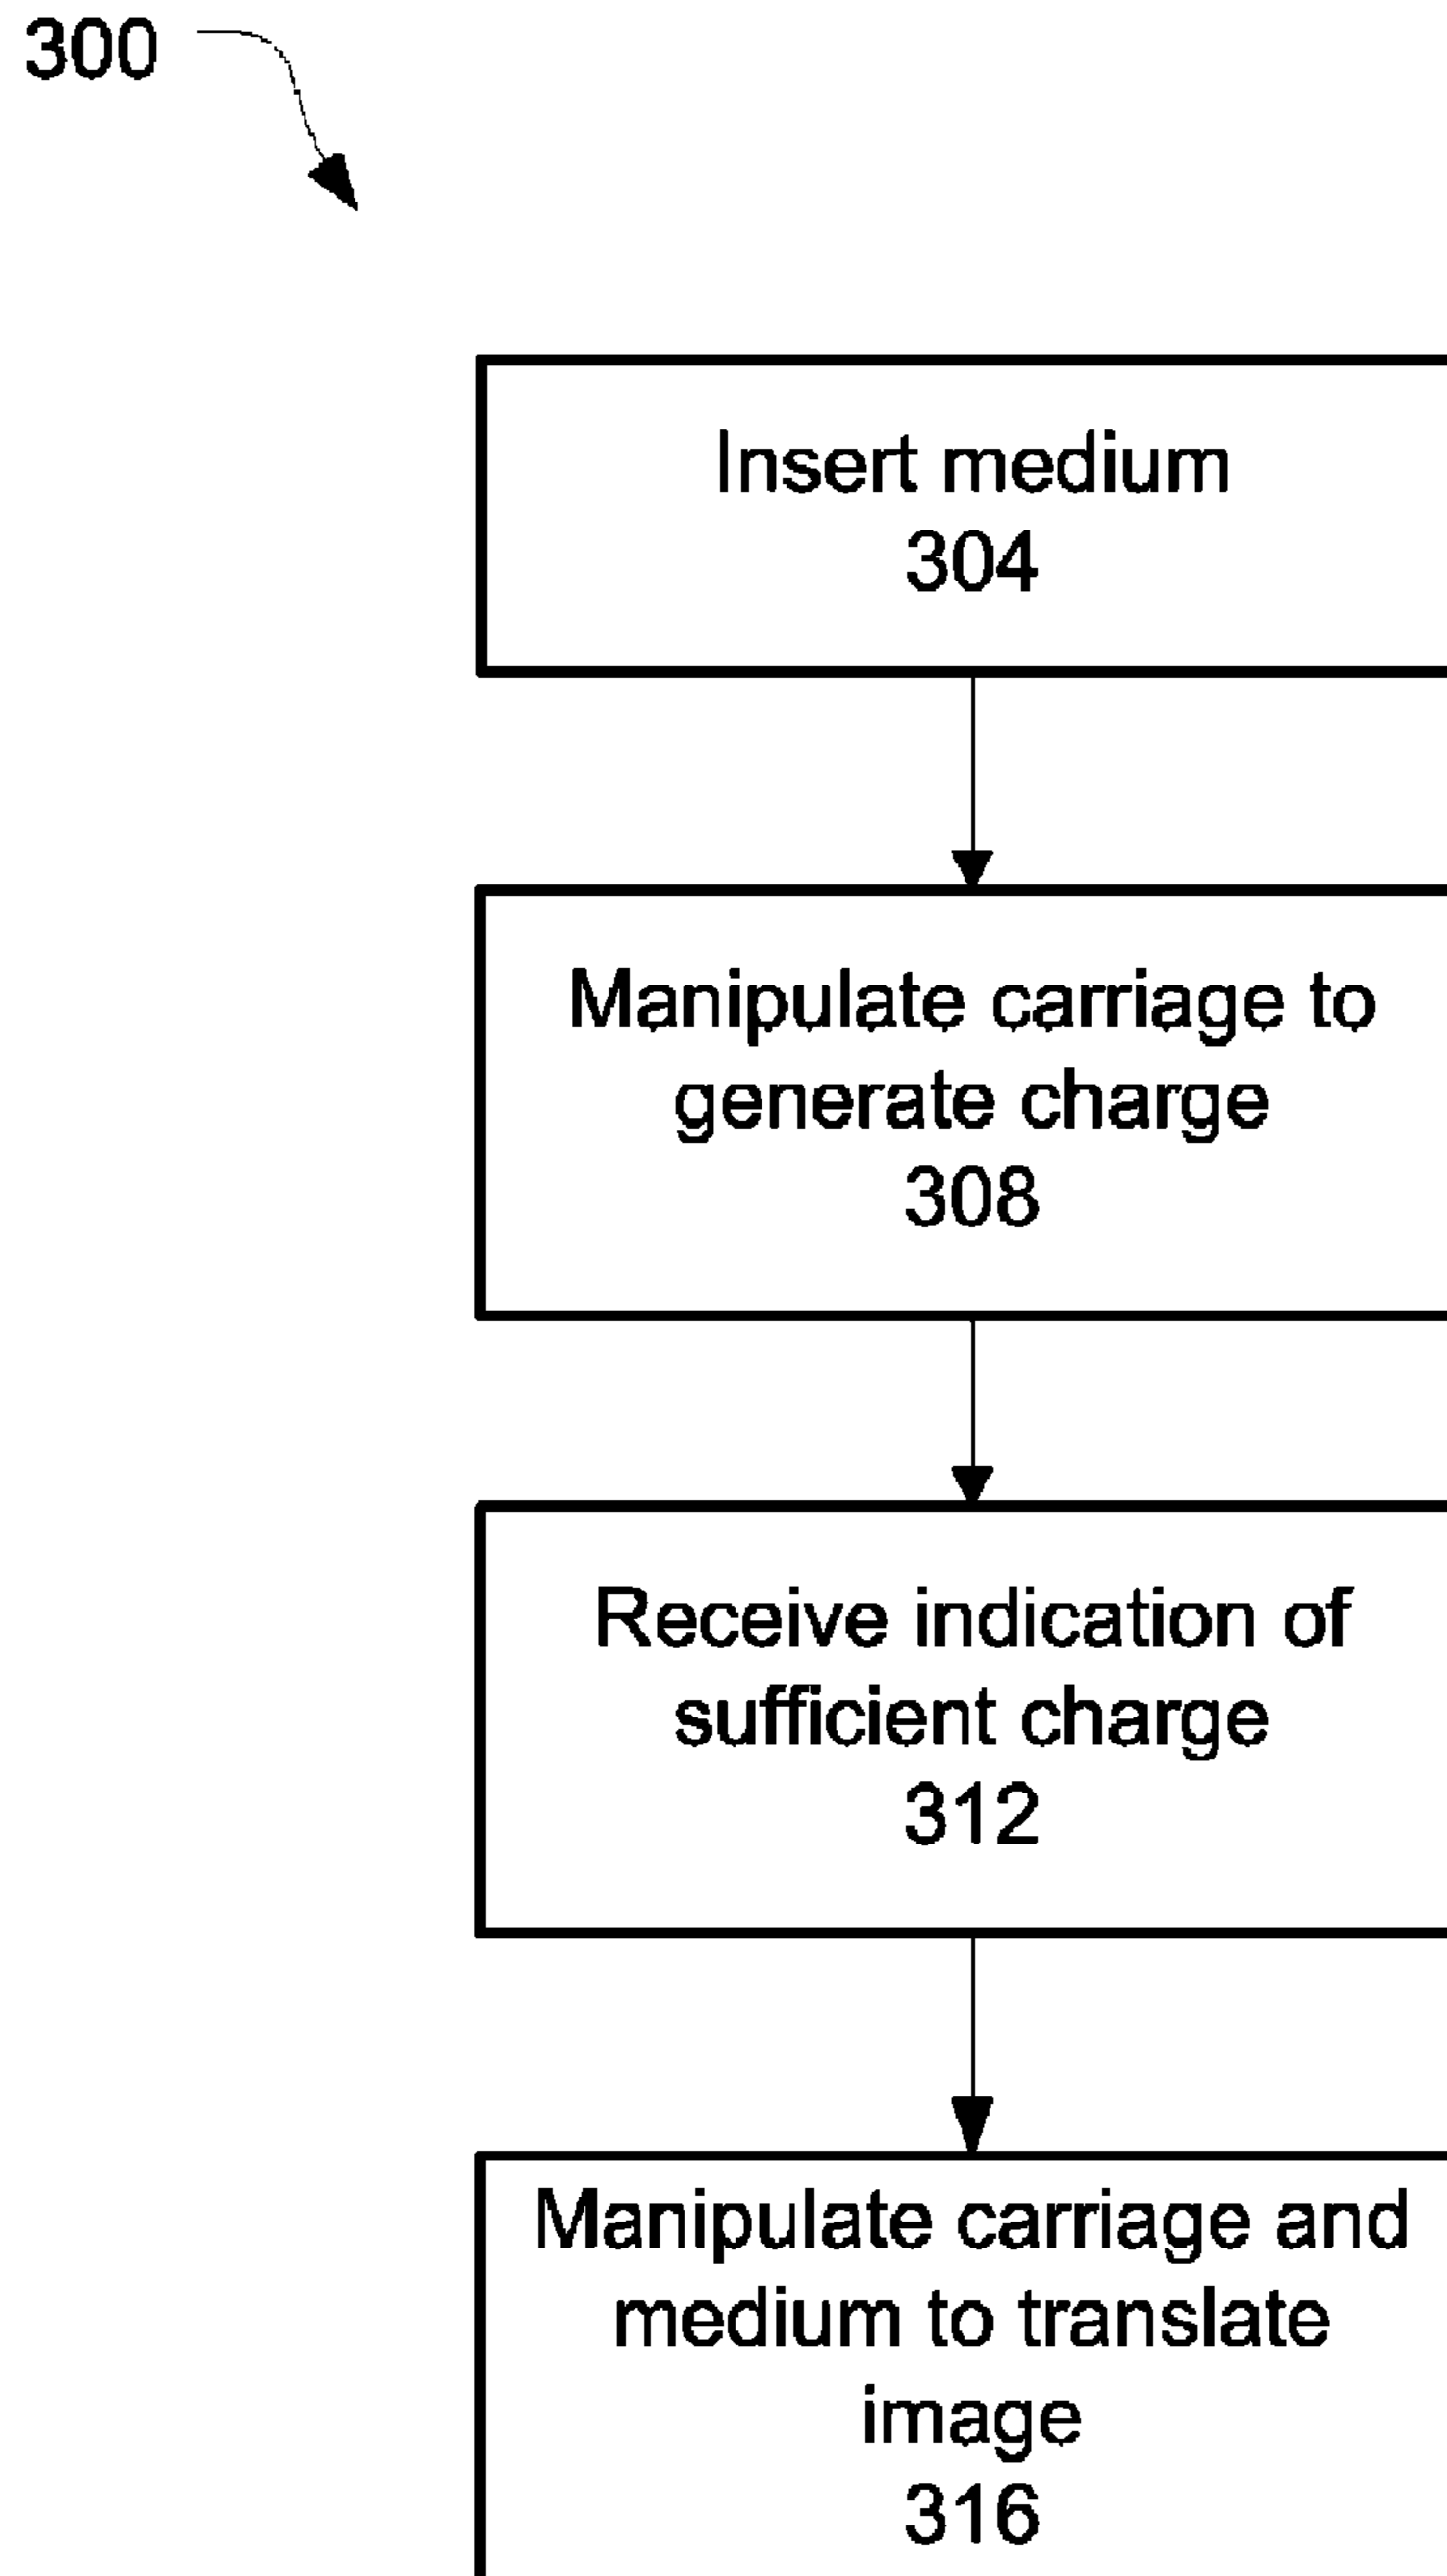 300
Insert medium
304
Manipulate carriage to
generate charge
308
Receive indication of
sufficient charge
312
Manipulate carriage and
medium to translate
image
316